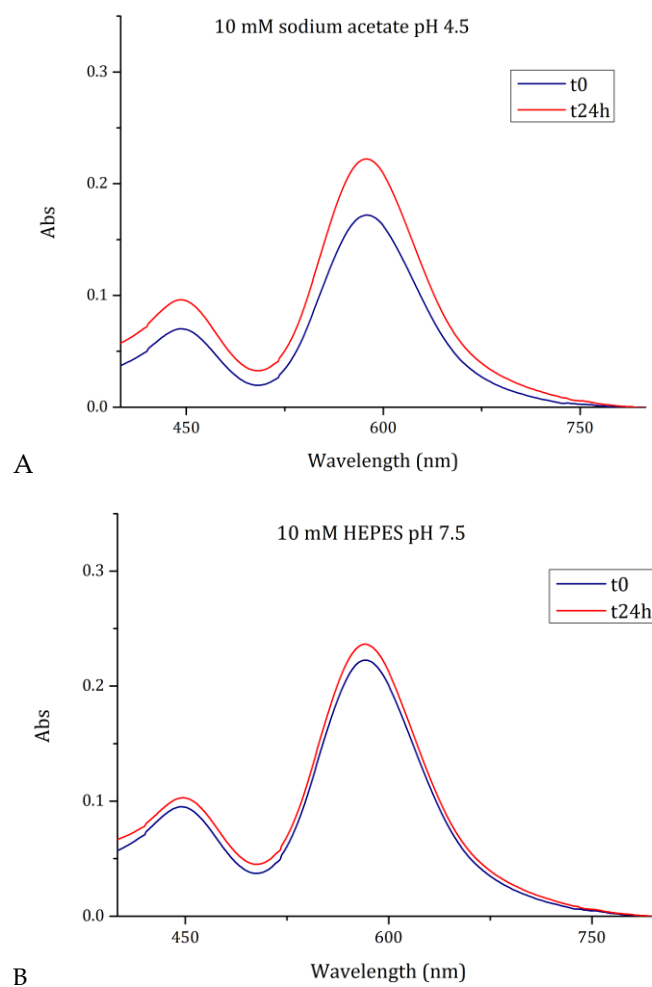 10 mM sodium acetate pH 4.5
t0
t24h
0.3
0.2
0.1
0.0
Abs
450
600
750
Wavelength (nm)
A
10 mM HEPES pH 7.5
t0
t24h
0.3
0.2
0.1
0.0
Abs
450
600
750
Wavelength (nm)
B